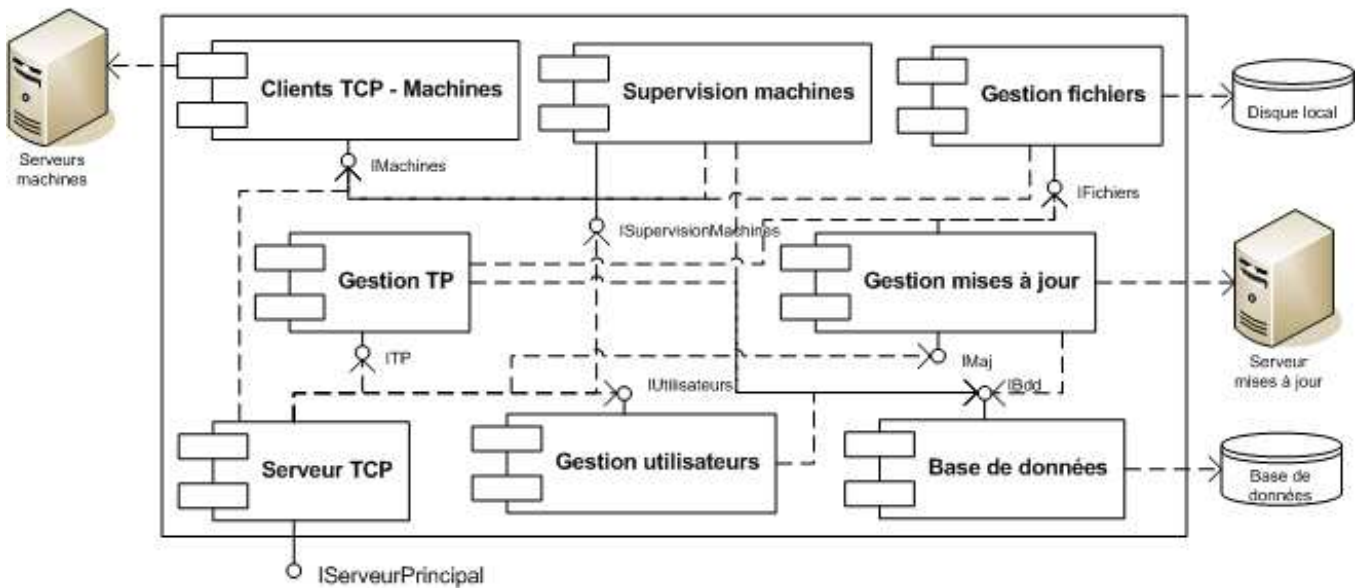 Clients TCP - Machines
Supervision machines
Gestion fichiers
Disque local
Serveurs
machines
IMachines
IFichiers
ISupervisionMachines
Gestion TP
Gestion mises à jour
ITP
IMaj
Serveur
mises à jour
IUtilisateurs
IBdd
Serveur TCP
Gestion utilisateurs
Base de données
Base de
données
IServeurPrincipal